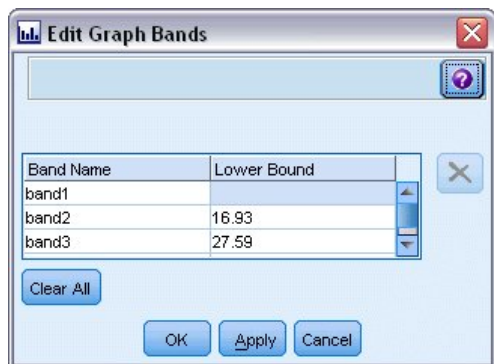 Edit Graph Bands
?
Band Name Lower Bound
band1
band2 16.93
band3 27.59
Clear All
OK Apply Cancel